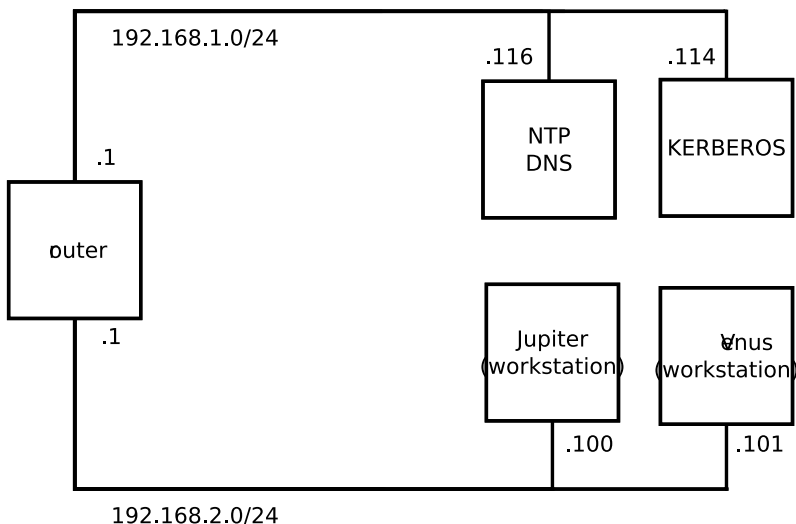 192.168.1.0/24
.116
.114
NTP
DNS
KERBEROS
.1
router
.1
Jupiter
(workstation)
Venus
(workstation)
.100
.101
192.168.2.0/24